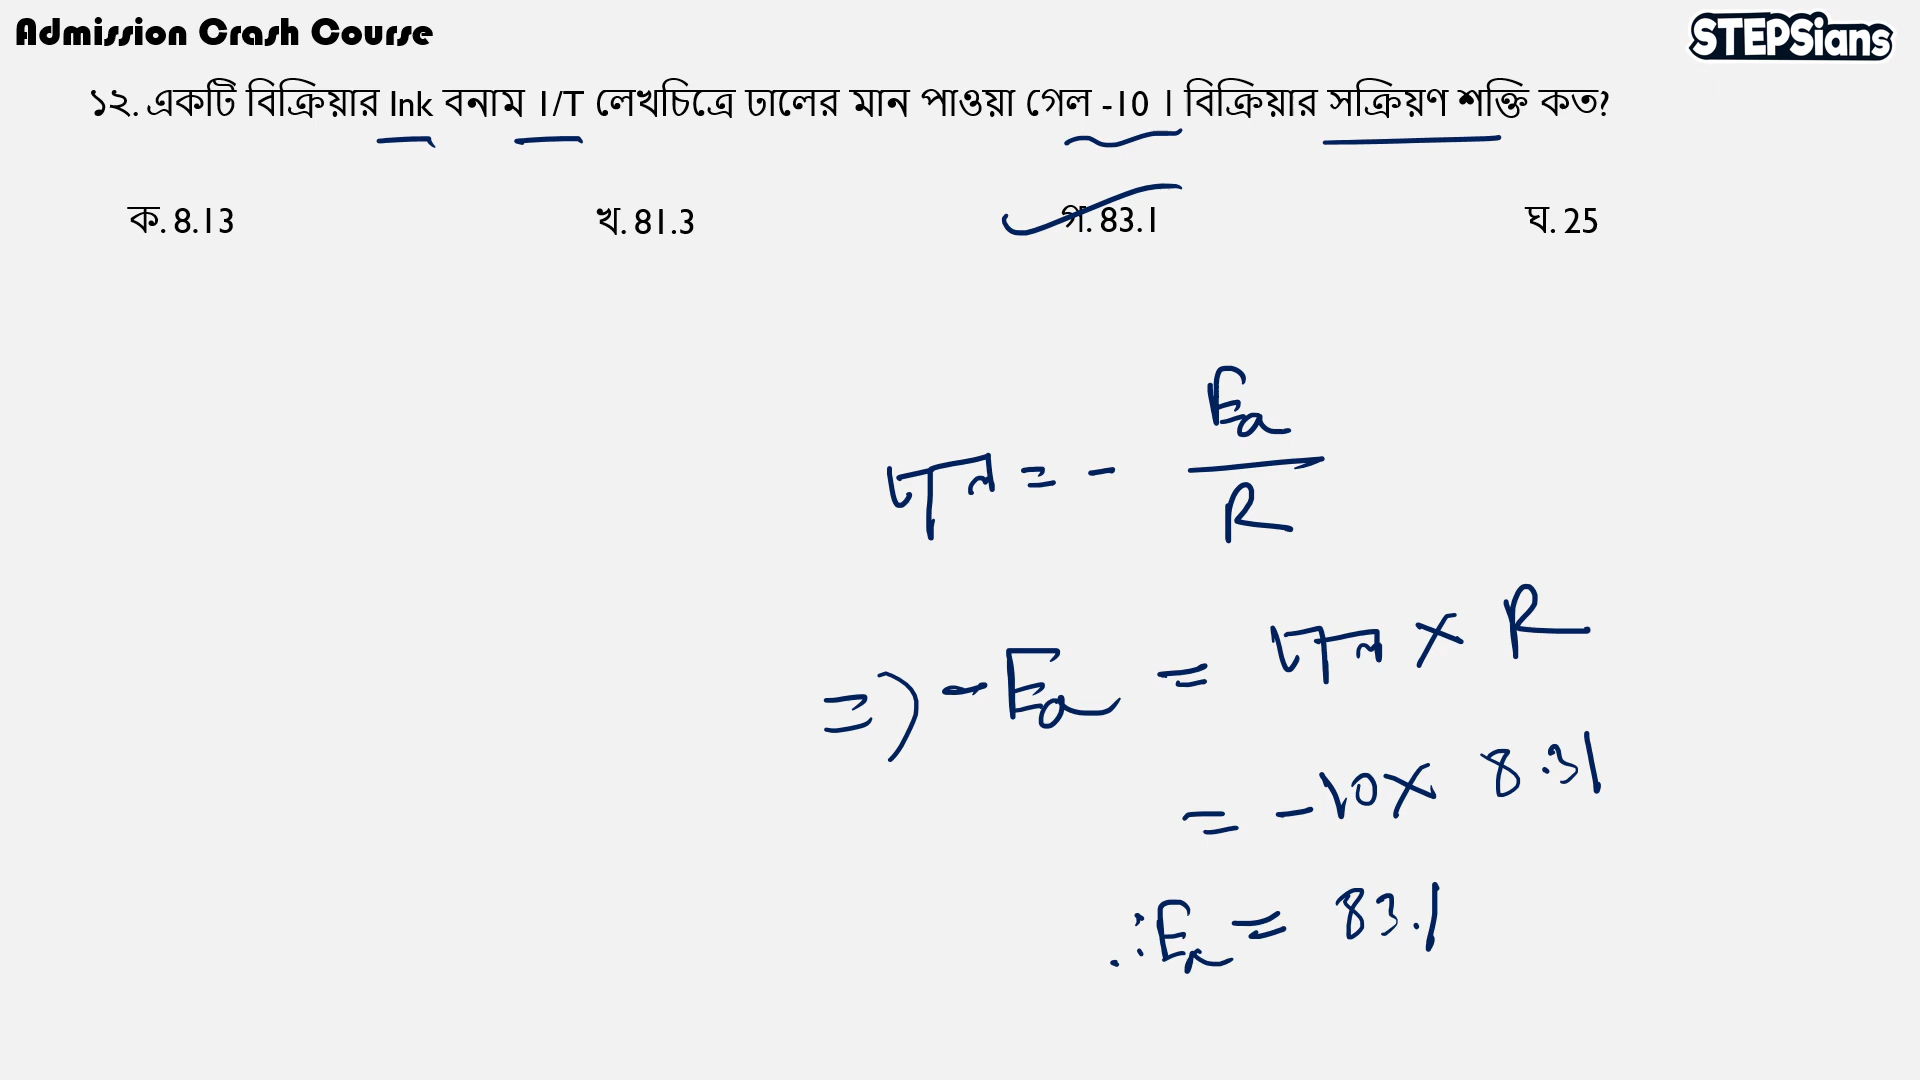 Admission Crash Course
STEPSians
১২. একটি বিক্রিয়ার lnk বনাম 1/T লেখচিত্রে ঢালের মান পাওয়া গেল -10 । বিক্রিয়ার সক্রিয়ণ শক্তি কত?
ক. 8.13 খ. 81.3 গ. 83.1 ঘ. 25
ঢাল = - Ea / R
=> - Ea = ঢাল × R
= -10 × 8.31
∴ Ea = 83.1